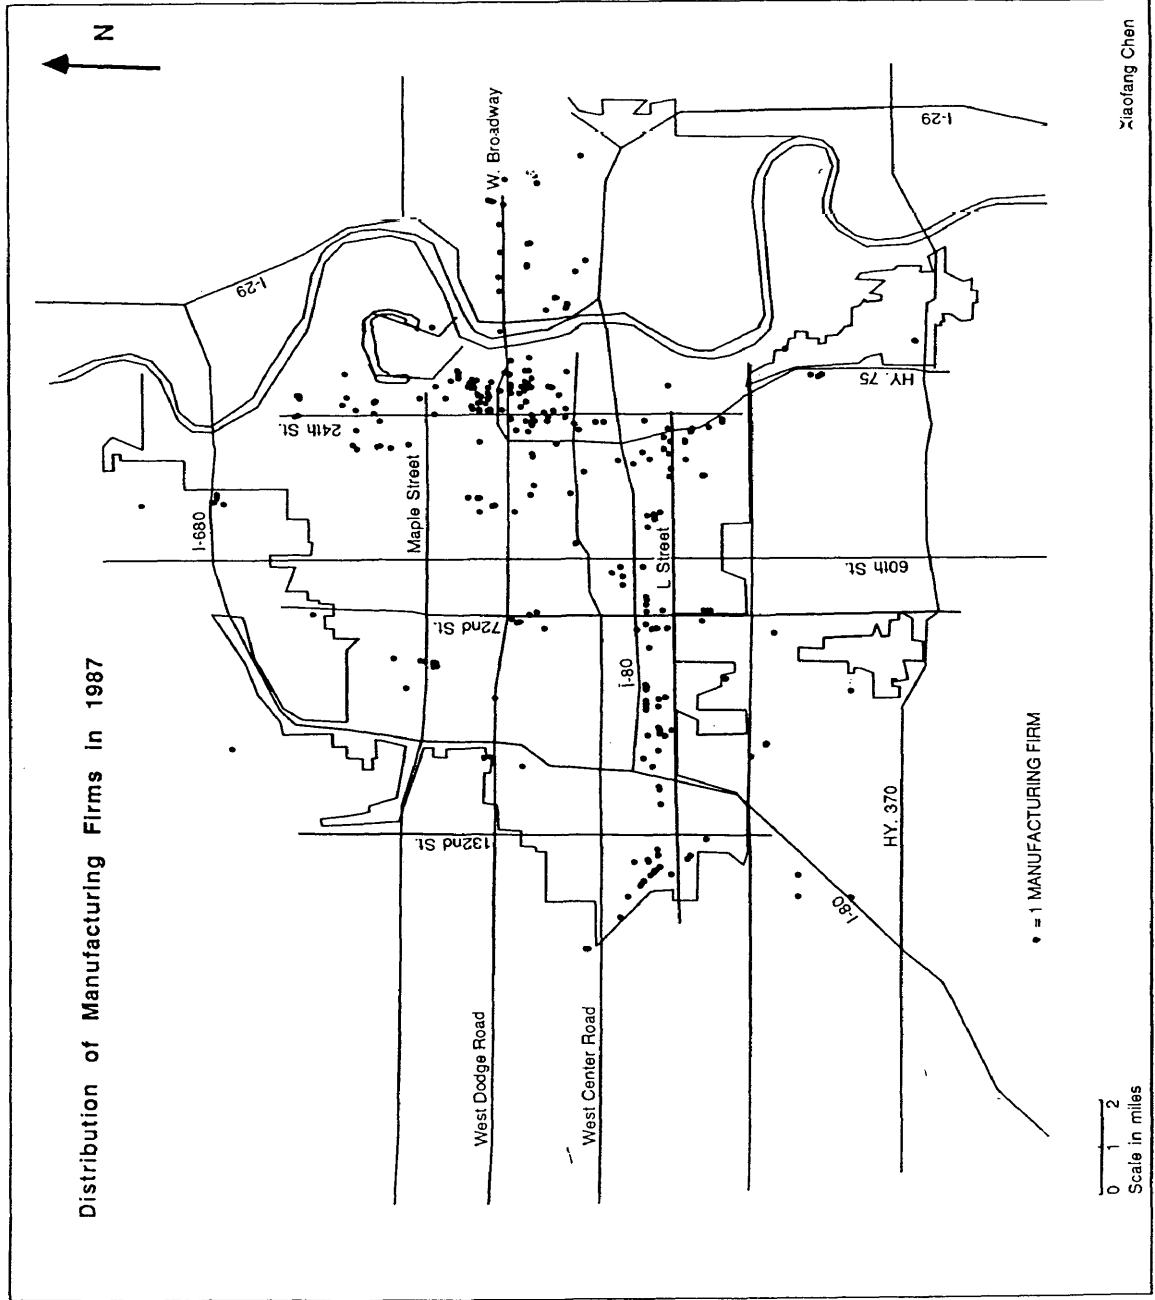 Distribution of Manufacturing Firms in 1987
N
I-29
I-680
24th St.
Maple Street
W. Broadway
72nd St.
60th St.
I-29
L Street
I-80
HY. 75
132nd St.
West Dodge Road
West Center Road
HY. 370
I-80
• = 1 MANUFACTURING FIRM
0 1 2
Scale in miles
Xiaofang Chen